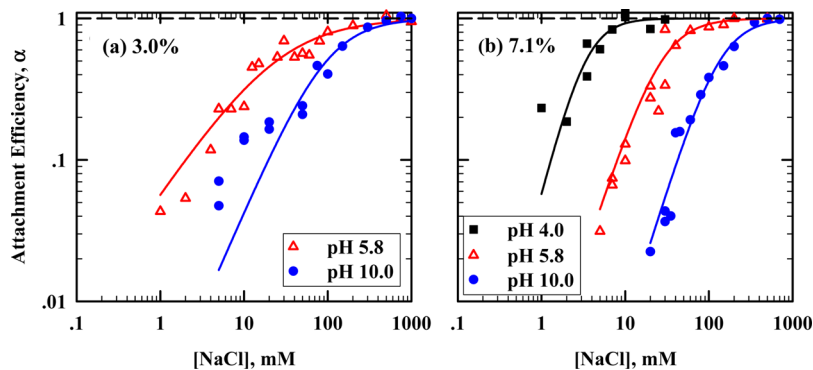 Attachment Efficiency, α
1
.1
.01
(a) 3.0%
pH 5.8
pH 10.0
.1 1 10 100 1000
[NaCl], mM
(b) 7.1%
pH 4.0
pH 5.8
pH 10.0
.1 1 10 100 1000
[NaCl], mM